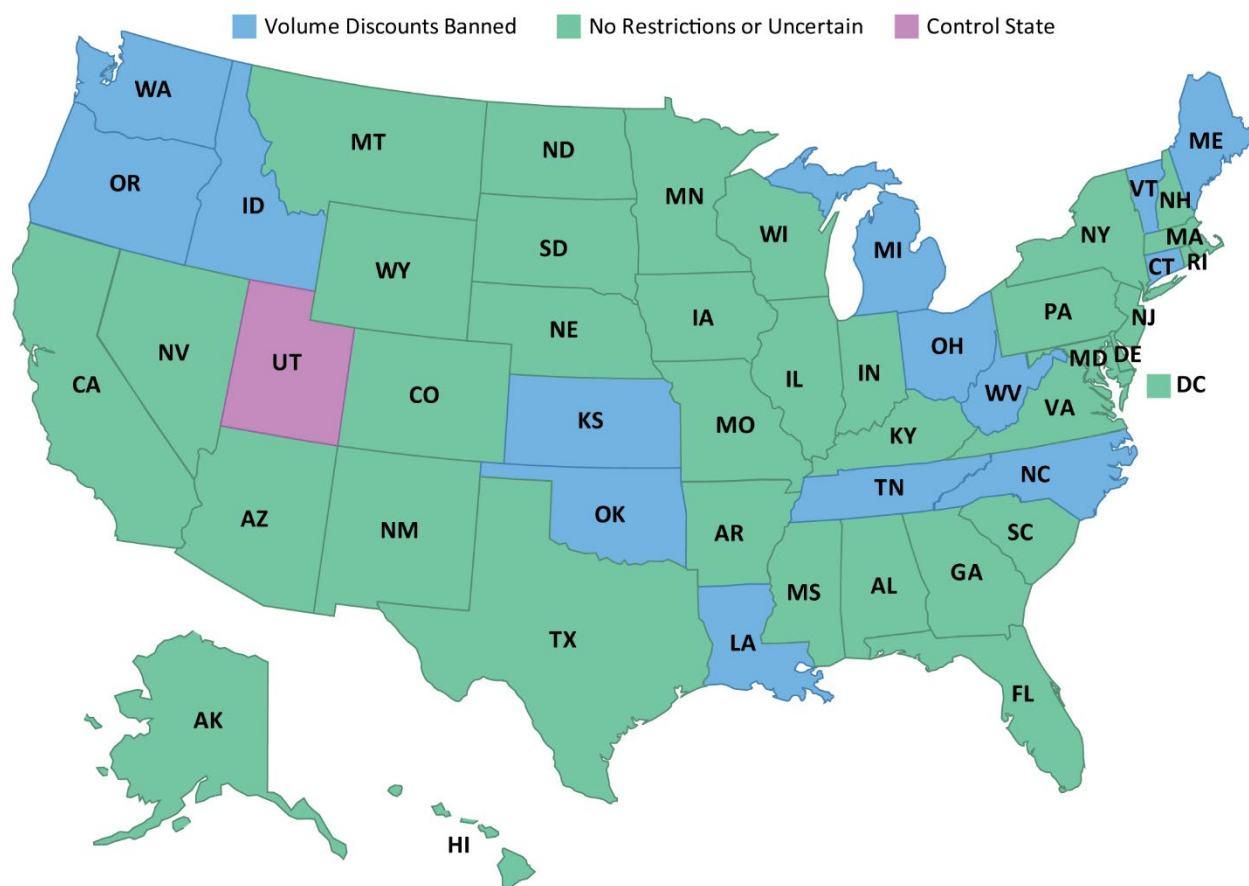 Volume Discounts Banned No Restrictions or Uncertain Control State
WA
MT
ND
MN
ME
OR
ID
VT
NH
SD
WI
NY
MA
WY
MI
CT
RI
NE
IA
PA
NJ
NV
UT
OH
MD
DE
CA
CO
IL
IN
WV
DC
KS
MO
VA
KY
TN
NC
AZ
NM
OK
AR
SC
MS
AL
GA
TX
LA
FL
AK
HI